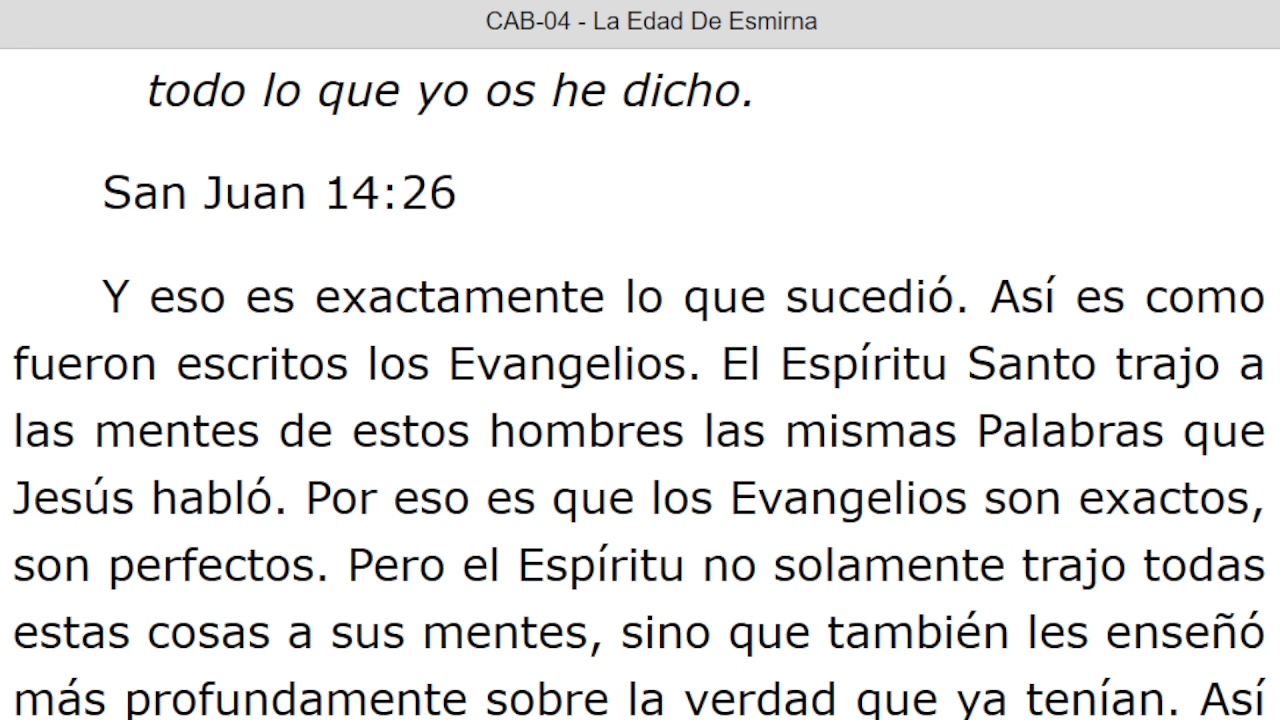 CAB-04 - La Edad De Esmirna
todo lo que yo os he dicho.
San Juan 14:26
Y eso es exactamente lo que sucedió. Así es como
fueron escritos los Evangelios. El Espíritu Santo trajo a
las mentes de estos hombres las mismas Palabras que
Jesús habló. Por eso es que los Evangelios son exactos,
son perfectos. Pero el Espíritu no solamente trajo todas
estas cosas a sus mentes, sino que también les enseñó
más profundamente sobre la verdad que ya tenían. Así